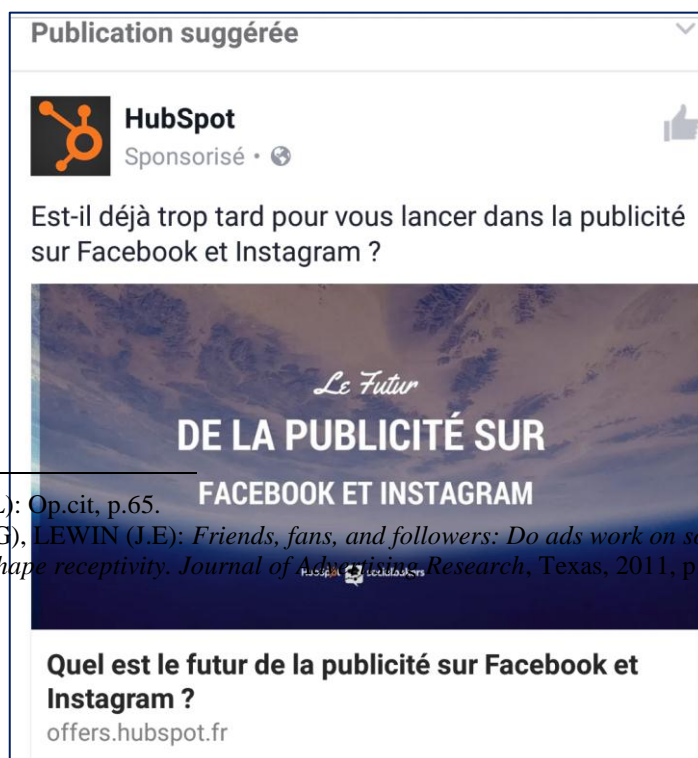 Publication suggérée
HubSpot
Sponsorisé •
Est-il déjà trop tard pour vous lancer dans la publicité
sur Facebook et Instagram ?
Le Futur
DE LA PUBLICITÉ SUR
FACEBOOK ET INSTAGRAM
): Op.cit, p.65.
), LEWIN (J.E): Friends, fans, and followers: Do ads work on
receptivity. Journal of Advertising Research, Texas, 2011, p
HubSpot socialbakers
Quel est le futur de la publicité sur Facebook et
Instagram ?
offers.hubspot.fr